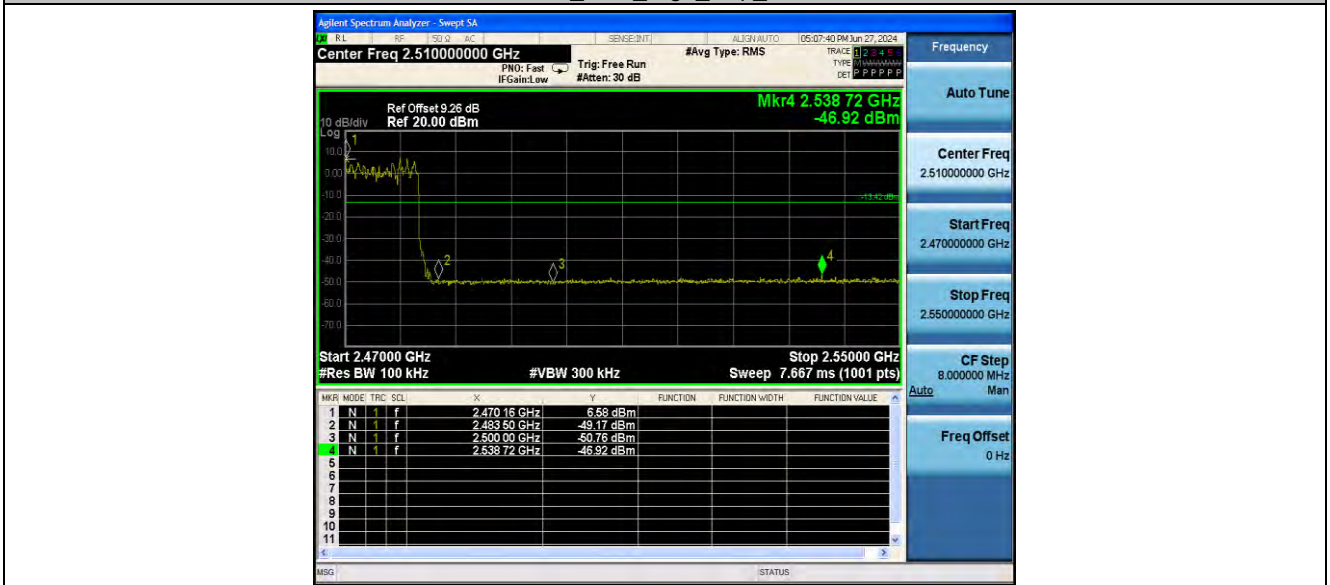 Agilent Spectrum Analyzer - Swept SA
RL RF 50 Ω AC SENSE:INT ALIGN AUTO 05:07:40 PM Jun 27, 2024
Center Freq 2.510000000 GHz #Avg Type: RMS TRACE 1 2 3 4 5 6
PNO: Fast Trig: Free Run TYPE M
IFGain:Low #Atten: 30 dB DET P P P P P P
Frequency
Auto Tune
Center Freq
2.510000000 GHz
Start Freq
2.470000000 GHz
Stop Freq
2.550000000 GHz
CF Step
8.000000 MHz
Auto Man
Freq Offset
0 Hz
Mkr4 2.538 72 GHz
-46.92 dBm
Ref Offset 9.26 dB
10 dB/div Ref 20.00 dBm
Log
10.0
0.00
-10.0
-20.0
-30.0
-40.0
-50.0
-60.0
-70.0
1
2
3
4
-13.42 dBm
Start 2.47000 GHz Stop 2.55000 GHz
#Res BW 100 kHz #VBW 300 kHz Sweep 7.667 ms (1001 pts)
MKR MODE TRC SCL X Y FUNCTION FUNCTION WIDTH FUNCTION VALUE
1 N 1 f 2.470 16 GHz 6.58 dBm
2 N 1 f 2.483 50 GHz -49.17 dBm
3 N 1 f 2.500 00 GHz -50.76 dBm
4 N 1 f 2.538 72 GHz -46.92 dBm
5
6
7
8
9
10
11
MSG STATUS